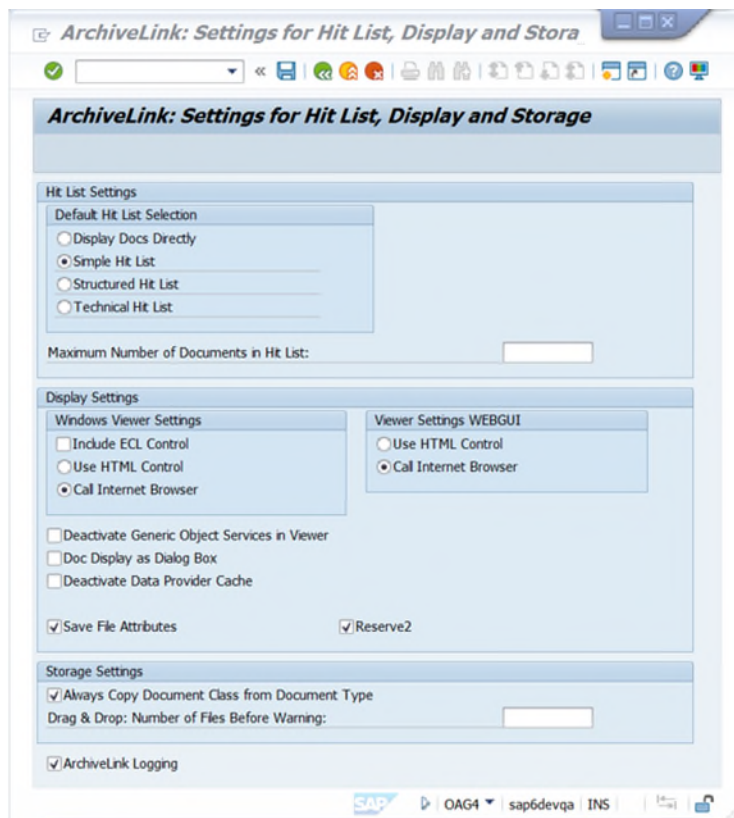 ArchiveLink: Settings for Hit List, Display and Stora
ArchiveLink: Settings for Hit List, Display and Storage
Hit List Settings
Default Hit List Selection
Display Docs Directly
Simple Hit List
Structured Hit List
Technical Hit List
Maximum Number of Documents in Hit List:
Display Settings
Windows Viewer Settings
Viewer Settings WEBGUI
Include ECL Control
Use HTML Control
Use HTML Control
Call Internet Browser
Call Internet Browser
Deactivate Generic Object Services in Viewer
Doc Display as Dialog Box
Deactivate Data Provider Cache
Save File Attributes
Reserve2
Storage Settings
Always Copy Document Class from Document Type
Drag & Drop: Number of Files Before Warning:
ArchiveLink Logging
SAP OAG4 sap6devqa INS